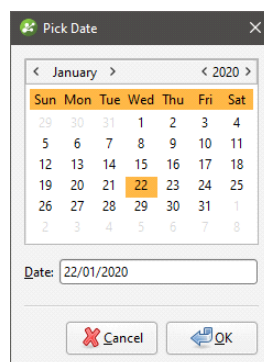 Pick Date
< January > < 2020 >
Sun Mon Tue Wed Thu Fri Sat
29 30 31 1 2 3 4
5 6 7 8 9 10 11
12 13 14 15 16 17 18
19 20 21 22 23 24 25
26 27 28 29 30 31 1
2 3 4 5 6 7 8
Date: 22/01/2020
Cancel OK